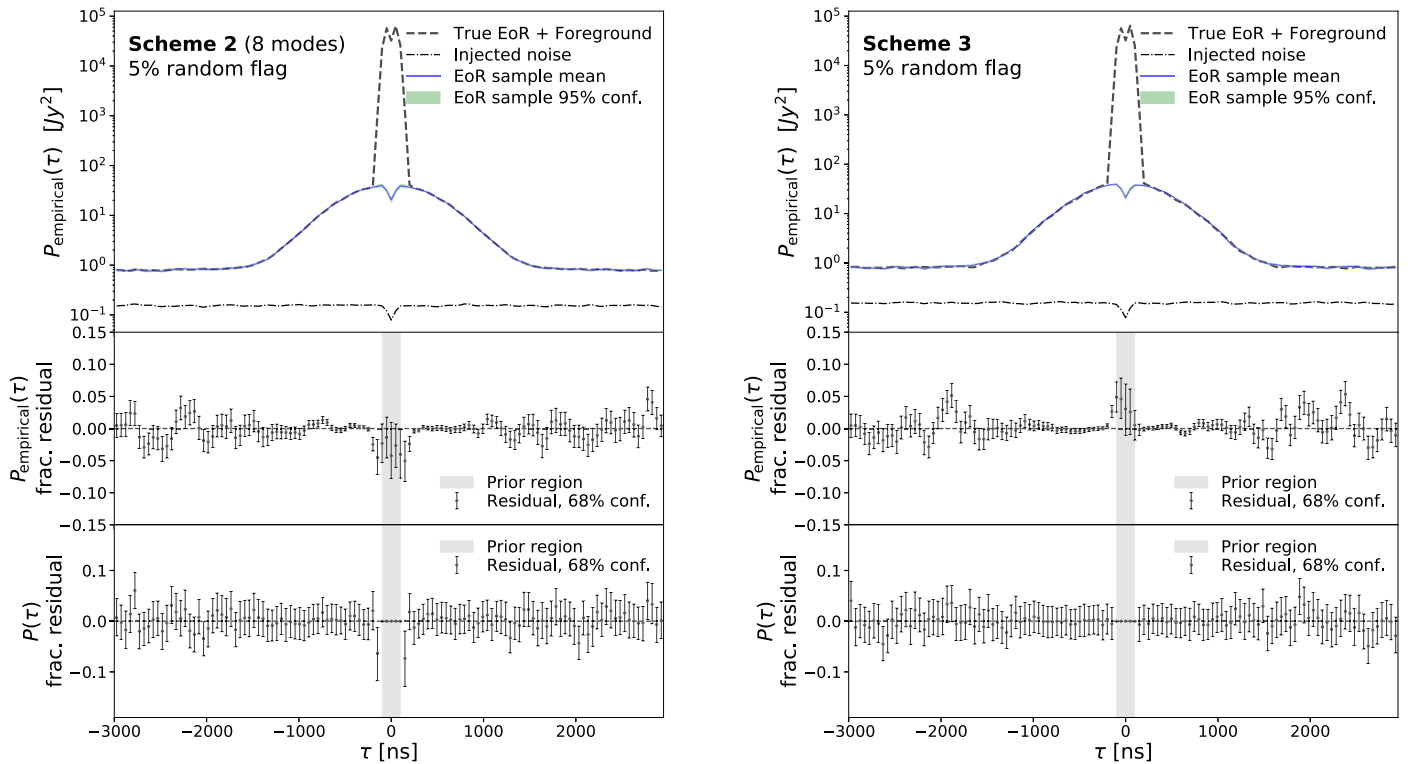 10^5
10^4
10^3
10^2
10^1
10^0
10^-1
P_empirical(τ) [Jy^2]
Scheme 2 (8 modes)
5% random flag
True EoR + Foreground
Injected noise
EoR sample mean
EoR sample 95% conf.
0.15
0.10
0.05
0.00
−0.05
−0.10
−0.15
P_empirical(τ)
frac. residual
Prior region
Residual, 68% conf.
0.1
0.0
−0.1
P(τ)
frac. residual
Prior region
Residual, 68% conf.
−3000 −2000 −1000 0 1000 2000
τ [ns]
10^5
10^4
10^3
10^2
10^1
10^0
10^-1
P_empirical(τ) [Jy^2]
Scheme 3
5% random flag
True EoR + Foreground
Injected noise
EoR sample mean
EoR sample 95% conf.
0.15
0.10
0.05
0.00
−0.05
−0.10
−0.15
P_empirical(τ)
frac. residual
Prior region
Residual, 68% conf.
0.1
0.0
−0.1
P(τ)
frac. residual
Prior region
Residual, 68% conf.
−3000 −2000 −1000 0 1000 2000
τ [ns]